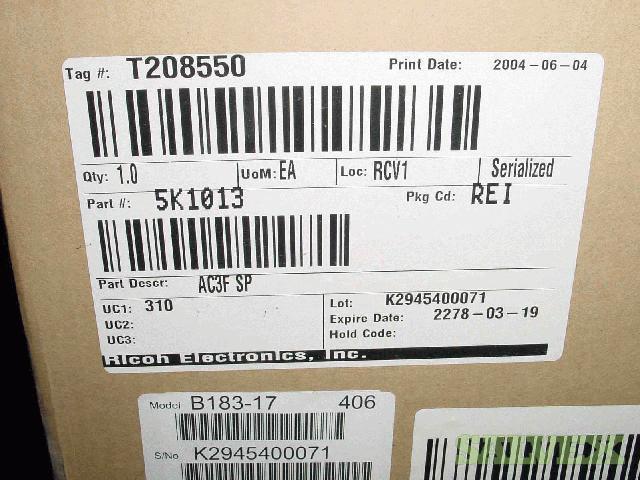 Tag #: T208550 Print Date: 2004-06-04
Qty: 1.0 UoM: EA Loc: RCV1 Serialized
Part #: 5K1013 Pkg Cd: REI
Part Descr: AC3F SP
UC1: 310 Lot: K2945400071
UC2: Expire Date: 2278-03-19
UC3: Hold Code:
Ricoh Electronics, Inc.
Model B183-17 406
S/No K2945400071
SALVEX